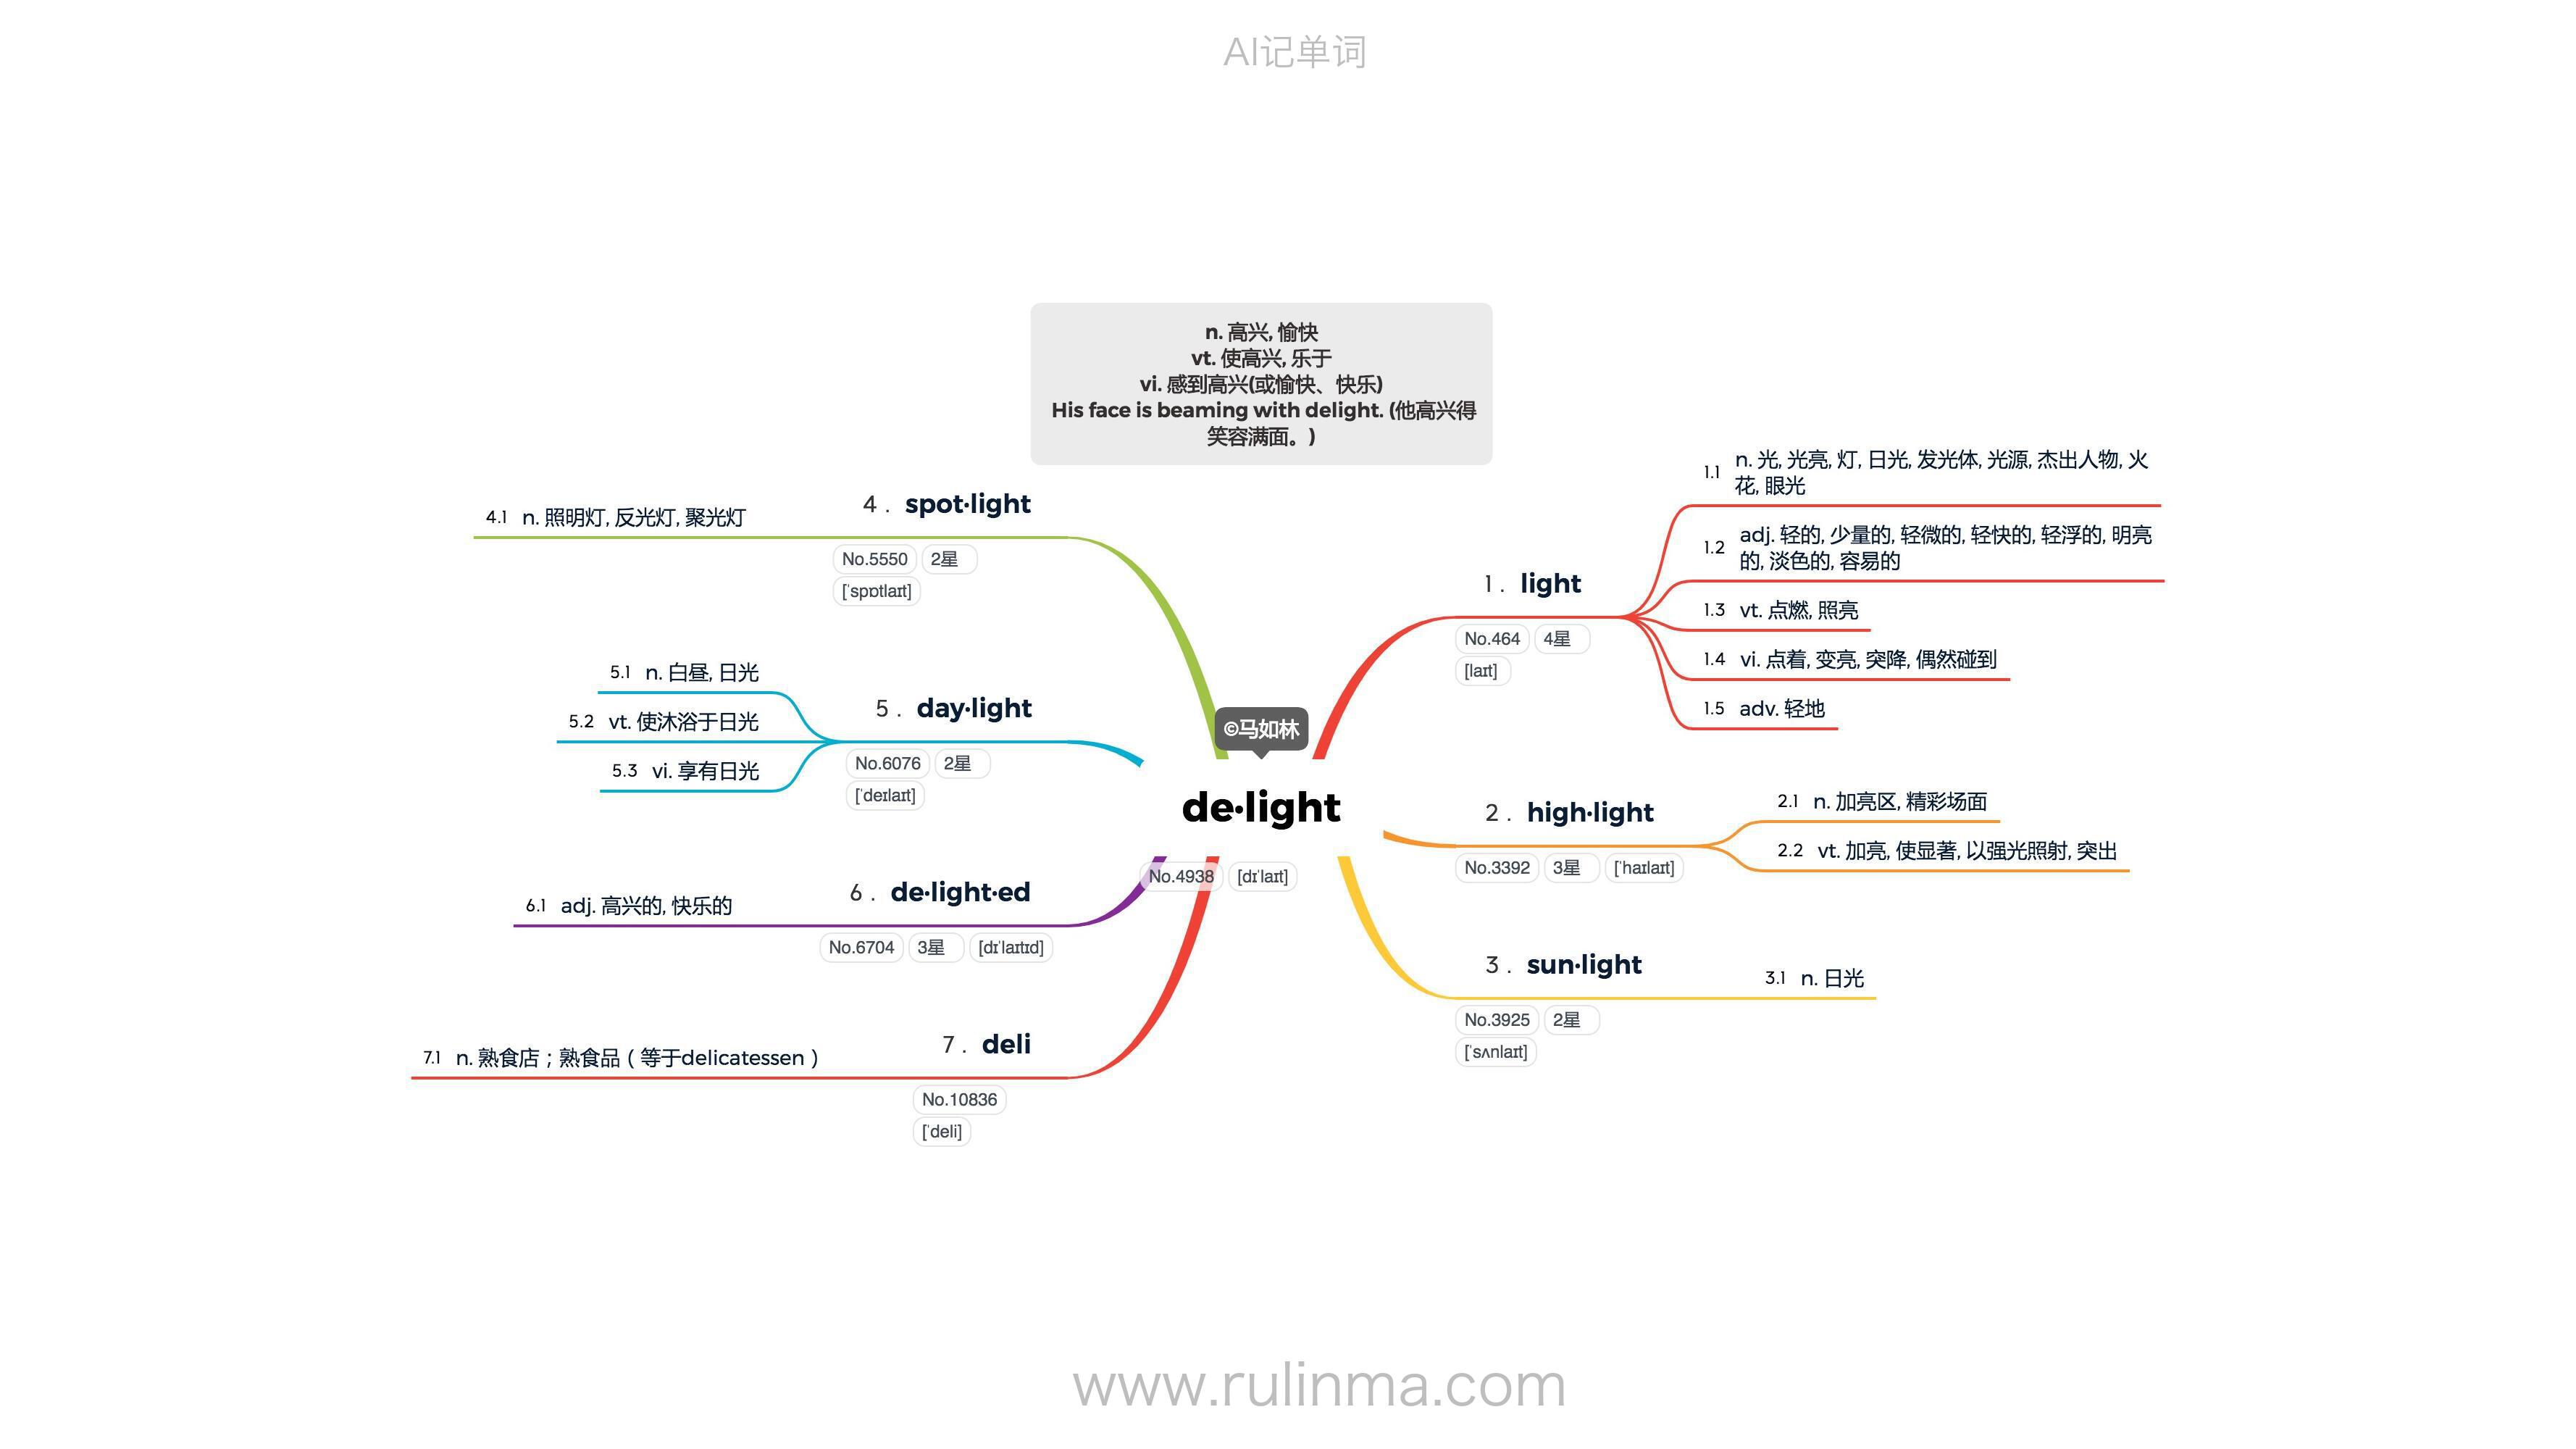 AI记单词
n. 高兴, 愉快
vt. 使高兴, 乐于
vi. 感到高兴(或愉快、快乐)
His face is beaming with delight. (他高兴得
笑容满面。)
©马如林
de·light
No.4938 [dɪˈlaɪt]
1 . light
No.464 4星
[laɪt]
1.1 n. 光, 光亮, 灯, 日光, 发光体, 光源, 杰出人物, 火
花, 眼光
1.2 adj. 轻的, 少量的, 轻微的, 轻快的, 轻浮的, 明亮
的, 淡色的, 容易的
1.3 vt. 点燃, 照亮
1.4 vi. 点着, 变亮, 突降, 偶然碰到
1.5 adv. 轻地
2 . high·light
No.3392 3星 [ˈhaɪlaɪt]
2.1 n. 加亮区, 精彩场面
2.2 vt. 加亮, 使显著, 以强光照射, 突出
3 . sun·light
No.3925 2星
[ˈsʌnlaɪt]
3.1 n. 日光
4 . spot·light
No.5550 2星
[ˈspɒtlaɪt]
4.1 n. 照明灯, 反光灯, 聚光灯
5 . day·light
No.6076 2星
[ˈdeɪlaɪt]
5.1 n. 白昼, 日光
5.2 vt. 使沐浴于日光
5.3 vi. 享有日光
6 . de·light·ed
No.6704 3星 [dɪˈlaɪtɪd]
6.1 adj. 高兴的, 快乐的
7 . deli
No.10836
[ˈdeli]
7.1 n. 熟食店；熟食品（等于delicatessen）
www.rulinma.com